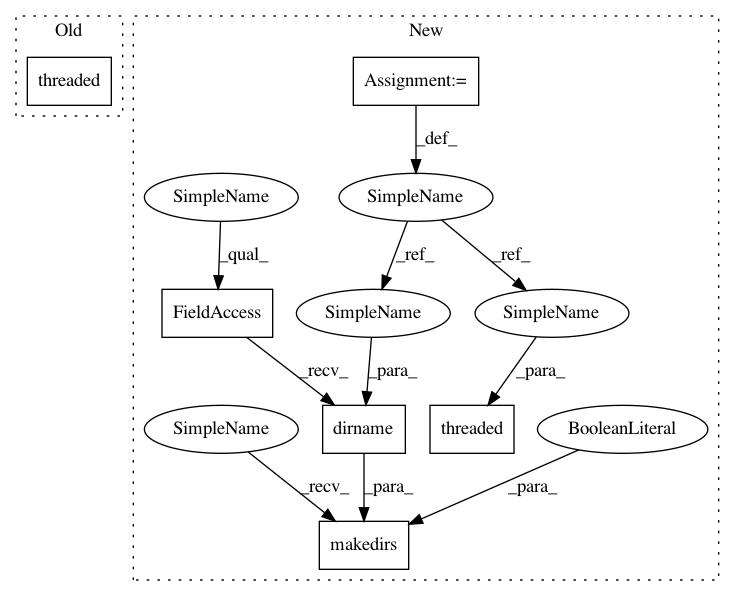 Old
New
threaded
Assignment:=
_def_
SimpleName
SimpleName
_qual_
_ref_
_ref_
FieldAccess
SimpleName
SimpleName
_recv_
_para_
_para_
SimpleName
dirname
threaded
BooleanLiteral
_recv_
_para_
_para_
makedirs